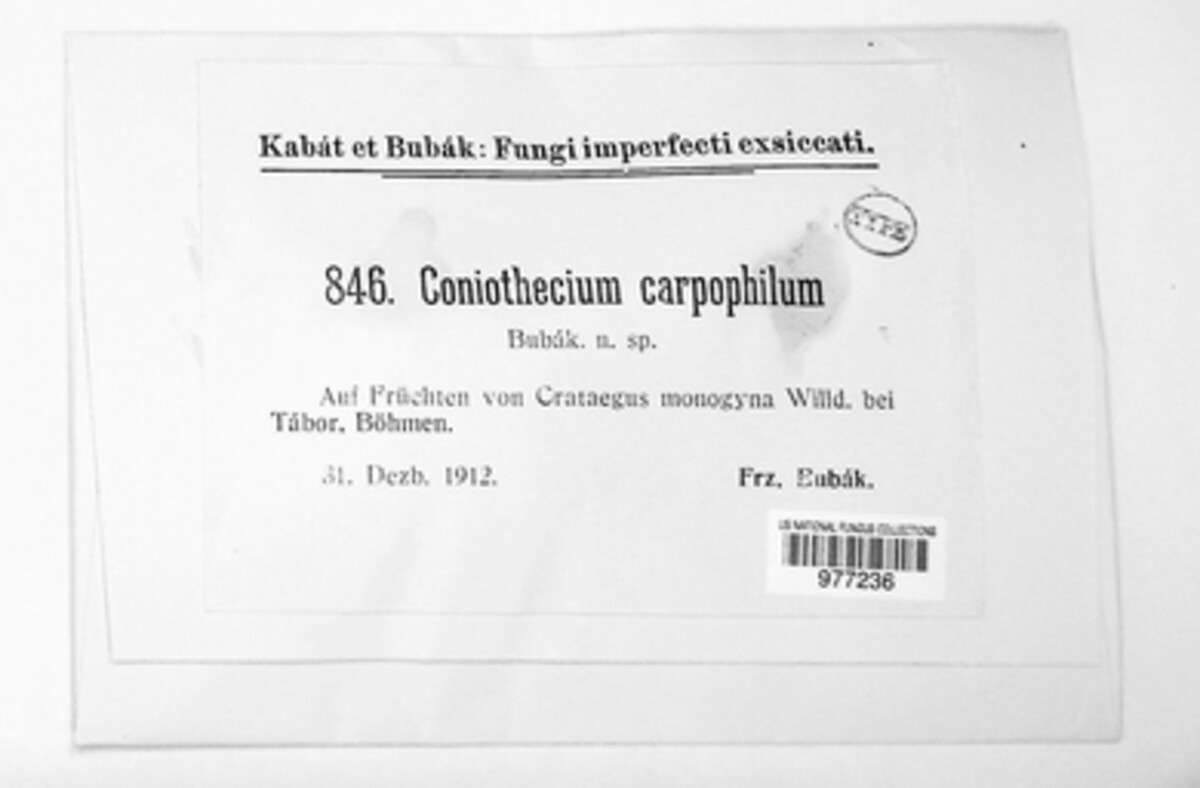 Kabát et Bubák: Fungi imperfecti exsiccati.
TYPE
846. Coniothecium carpophilum
Bubák. n. sp.
Auf Früchten von Crataegus monogyna Willd. bei
Tábor, Böhmen.
31. Dezb. 1912.
Frz. Bubák.
US NATIONAL FUNGUS COLLECTIONS
977236